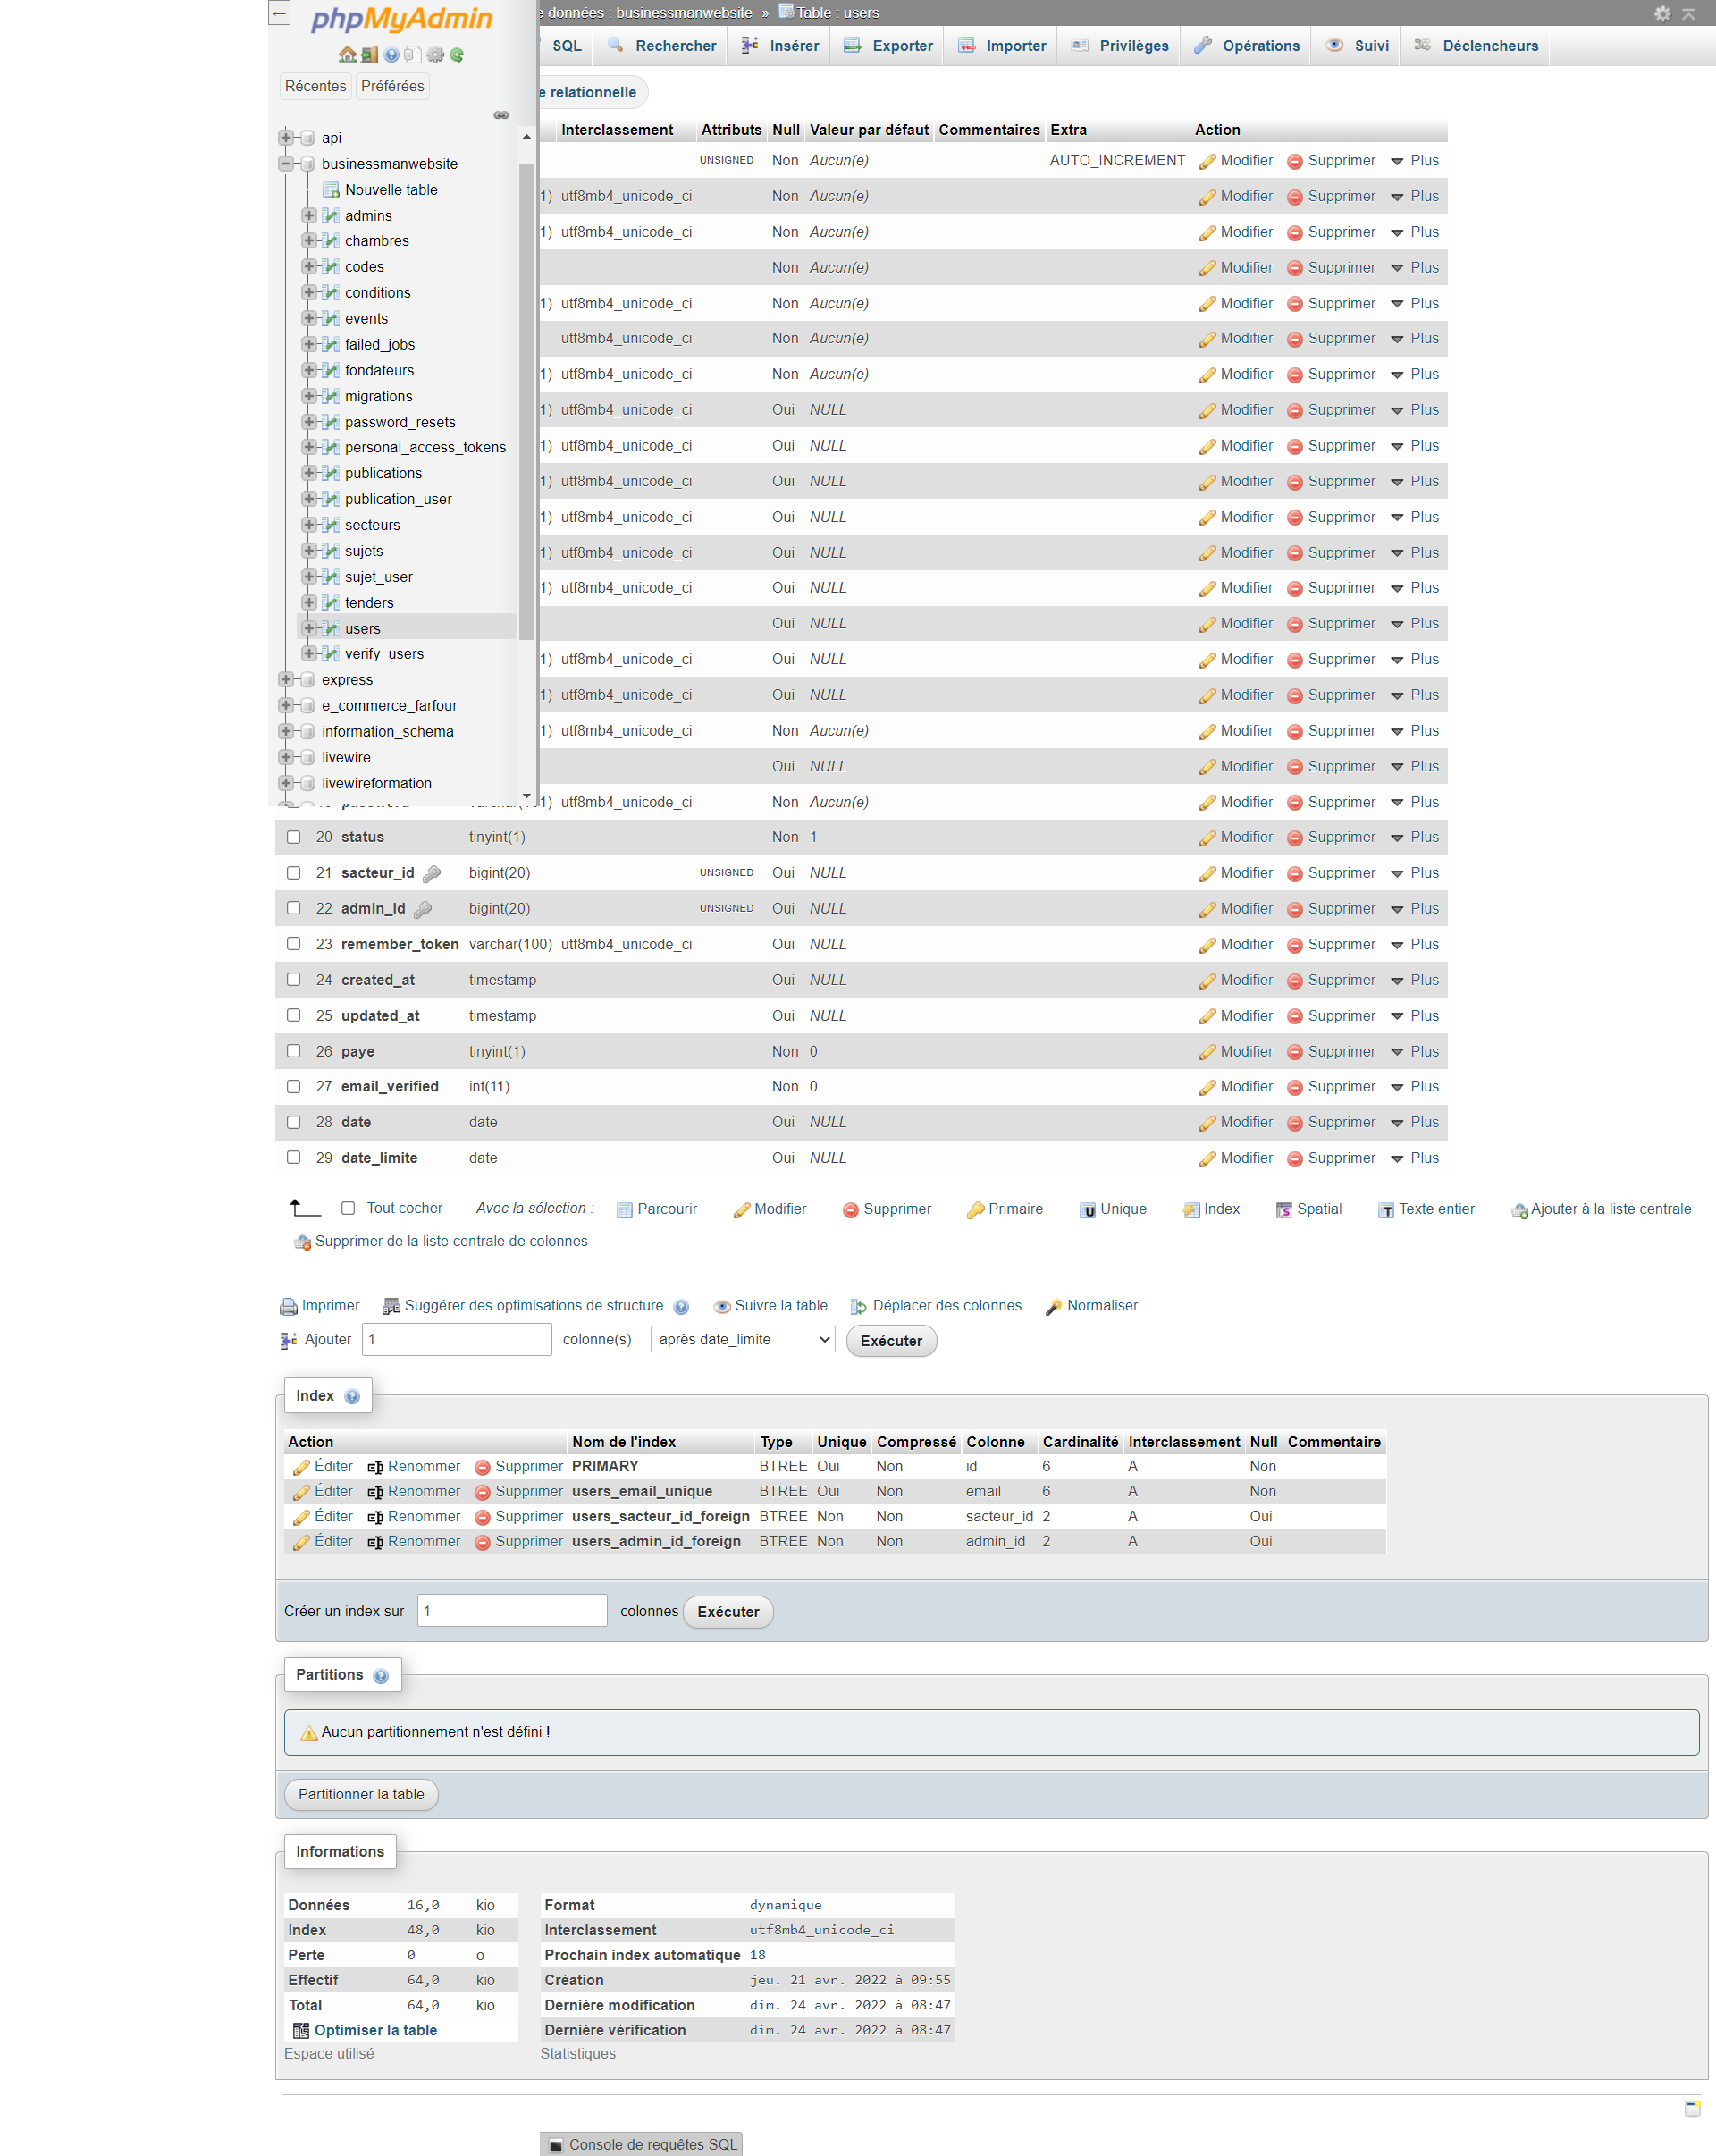 phpMyAdmin
e données : businessmanwebsite » Table : users
SQL Rechercher Insérer Exporter Importer Privilèges Opérations Suivi Déclencheurs
Récentes Préférées
e relationnelle
api
businessmanwebsite
Nouvelle table
admins
chambres
codes
conditions
events
failed_jobs
fondateurs
migrations
password_resets
personal_access_tokens
publications
publication_user
secteurs
sujets
sujet_user
tenders
users
verify_users
express
e_commerce_farfour
information_schema
livewire
livewireformation
Interclassement Attributs Null Valeur par défaut Commentaires Extra Action
UNSIGNED Non Aucun(e) AUTO_INCREMENT Modifier Supprimer Plus
1) utf8mb4_unicode_ci Non Aucun(e) Modifier Supprimer Plus
1) utf8mb4_unicode_ci Non Aucun(e) Modifier Supprimer Plus
Non Aucun(e) Modifier Supprimer Plus
1) utf8mb4_unicode_ci Non Aucun(e) Modifier Supprimer Plus
utf8mb4_unicode_ci Non Aucun(e) Modifier Supprimer Plus
1) utf8mb4_unicode_ci Non Aucun(e) Modifier Supprimer Plus
1) utf8mb4_unicode_ci Oui NULL Modifier Supprimer Plus
1) utf8mb4_unicode_ci Oui NULL Modifier Supprimer Plus
1) utf8mb4_unicode_ci Oui NULL Modifier Supprimer Plus
1) utf8mb4_unicode_ci Oui NULL Modifier Supprimer Plus
1) utf8mb4_unicode_ci Oui NULL Modifier Supprimer Plus
1) utf8mb4_unicode_ci Oui NULL Modifier Supprimer Plus
Oui NULL Modifier Supprimer Plus
1) utf8mb4_unicode_ci Oui NULL Modifier Supprimer Plus
1) utf8mb4_unicode_ci Oui NULL Modifier Supprimer Plus
1) utf8mb4_unicode_ci Non Aucun(e) Modifier Supprimer Plus
Oui NULL Modifier Supprimer Plus
1) utf8mb4_unicode_ci Non Aucun(e) Modifier Supprimer Plus
20 status tinyint(1) Non 1 Modifier Supprimer Plus
21 sacteur_id bigint(20) UNSIGNED Oui NULL Modifier Supprimer Plus
22 admin_id bigint(20) UNSIGNED Oui NULL Modifier Supprimer Plus
23 remember_token varchar(100) utf8mb4_unicode_ci Oui NULL Modifier Supprimer Plus
24 created_at timestamp Oui NULL Modifier Supprimer Plus
25 updated_at timestamp Oui NULL Modifier Supprimer Plus
26 paye tinyint(1) Non 0 Modifier Supprimer Plus
27 email_verified int(11) Non 0 Modifier Supprimer Plus
28 date date Oui NULL Modifier Supprimer Plus
29 date_limite date Oui NULL Modifier Supprimer Plus
Tout cocher Avec la sélection : Parcourir Modifier Supprimer Primaire Unique Index Spatial Texte entier Ajouter à la liste centrale
Supprimer de la liste centrale de colonnes
Imprimer Suggérer des optimisations de structure Suivre la table Déplacer des colonnes Normaliser
Ajouter 1 colonne(s) après date_limite Exécuter
Index
Action Nom de l'index Type Unique Compressé Colonne Cardinalité Interclassement Null Commentaire
Éditer Renommer Supprimer PRIMARY BTREE Oui Non id 6 A Non
Éditer Renommer Supprimer users_email_unique BTREE Oui Non email 6 A Non
Éditer Renommer Supprimer users_sacteur_id_foreign BTREE Non Non sacteur_id 2 A Oui
Éditer Renommer Supprimer users_admin_id_foreign BTREE Non Non admin_id 2 A Oui
Créer un index sur 1 colonnes Exécuter
Partitions
Aucun partitionnement n'est défini !
Partitionner la table
Informations
Données 16,0 kio
Index 48,0 kio
Perte 0 o
Effectif 64,0 kio
Total 64,0 kio
Optimiser la table
Espace utilisé
Format dynamique
Interclassement utf8mb4_unicode_ci
Prochain index automatique 18
Création jeu. 21 avr. 2022 à 09:55
Dernière modification dim. 24 avr. 2022 à 08:47
Dernière vérification dim. 24 avr. 2022 à 08:47
Statistiques
Console de requêtes SQL